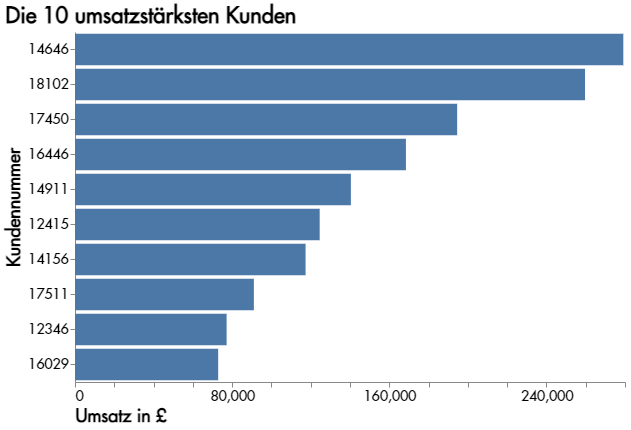 Die 10 umsatzstärksten Kunden
Kundennummer
14646
18102
17450
16446
14911
12415
14156
17511
12346
16029
0 80,000 160,000 240,000
Umsatz in £